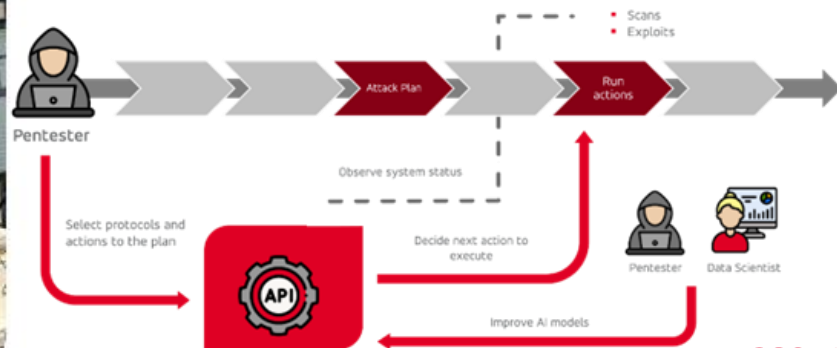 Scans
Exploits
Attack Plan
Run
actions
Pentester
Observe system status
Select protocols and
actions to the plan
Decide next action to
execute
API
Pentester
Data Scientist
Improve AI models